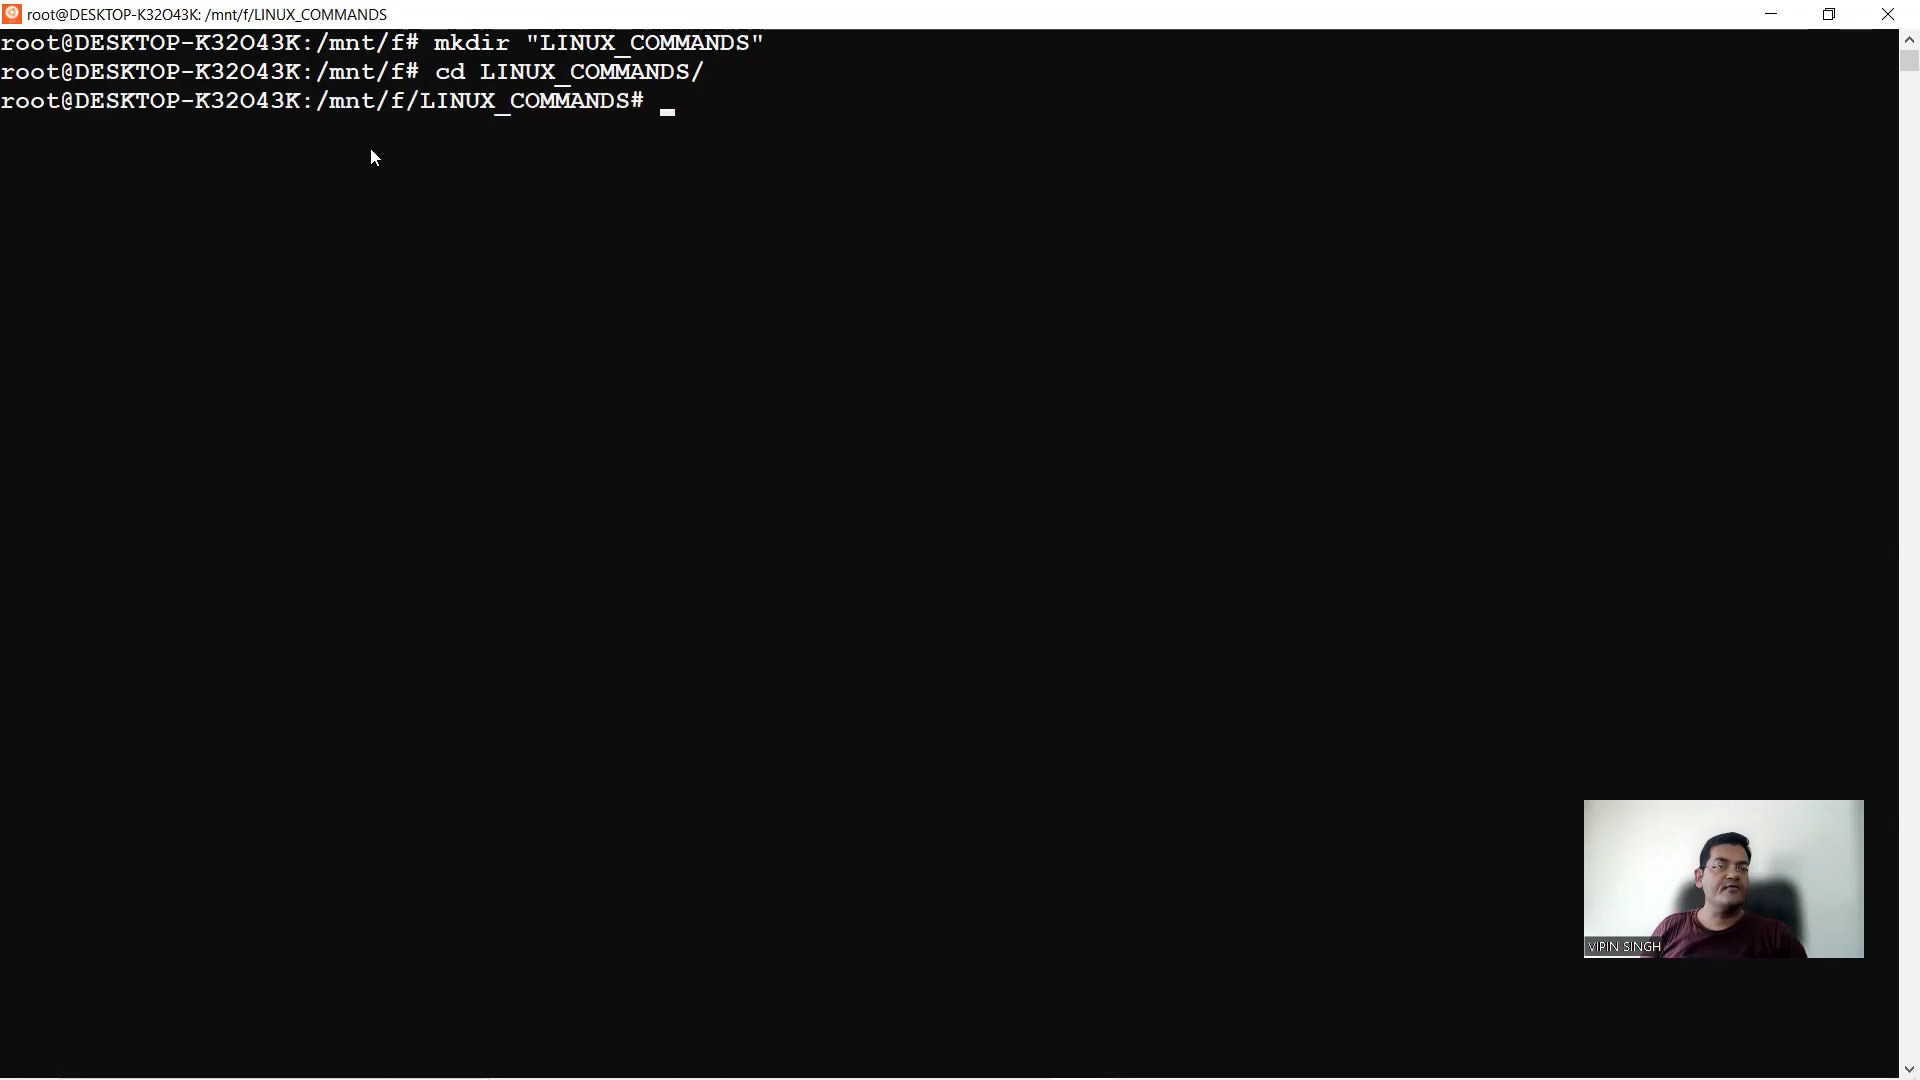 root@DESKTOP-K32O43K: /mnt/f/LINUX_COMMANDS
root@DESKTOP-K32O43K:/mnt/f# mkdir "LINUX_COMMANDS"
root@DESKTOP-K32O43K:/mnt/f# cd LINUX_COMMANDS/
root@DESKTOP-K32O43K:/mnt/f/LINUX_COMMANDS#
VIPIN SINGH